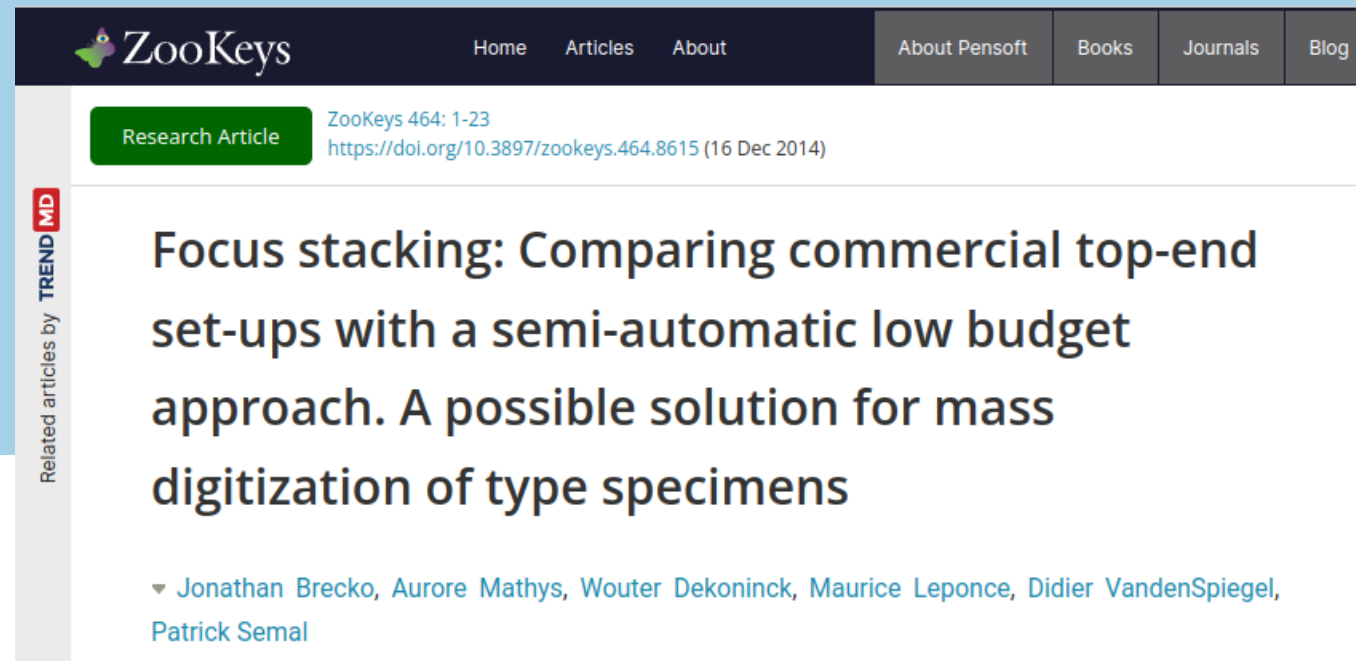 ZooKeys
Home Articles About About Pensoft Books Journals Blog
Research Article
ZooKeys 464: 1-23
https://doi.org/10.3897/zookeys.464.8615 (16 Dec 2014)
Related articles by TREND MD
Focus stacking: Comparing commercial top-end
set-ups with a semi-automatic low budget
approach. A possible solution for mass
digitization of type specimens
Jonathan Brecko, Aurore Mathys, Wouter Dekoninck, Maurice Leponce, Didier VandenSpiegel,
Patrick Semal